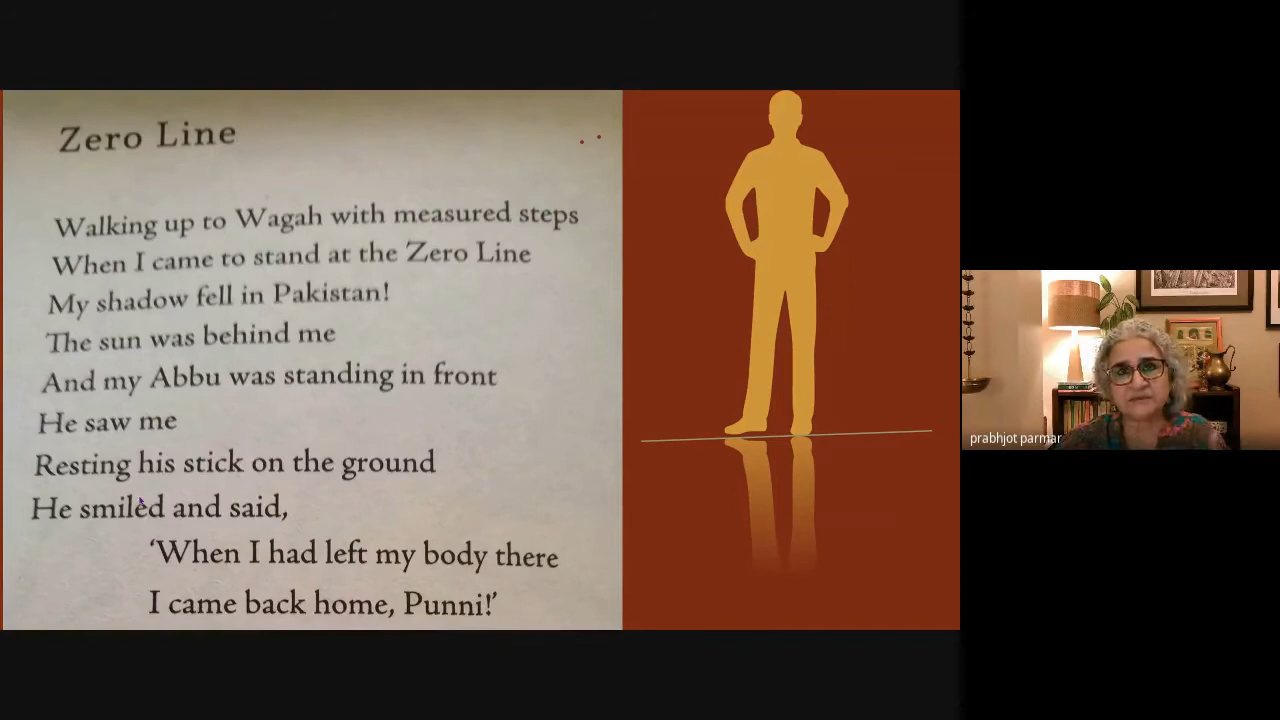 Zero Line
Walking up to Wagah with measured steps
When I came to stand at the Zero Line
My shadow fell in Pakistan!
The sun was behind me
And my Abbu was standing in front
He saw me
Resting his stick on the ground
He smiled and said,
‘When I had left my body there
I came back home, Punni!’
prabhjot parmar